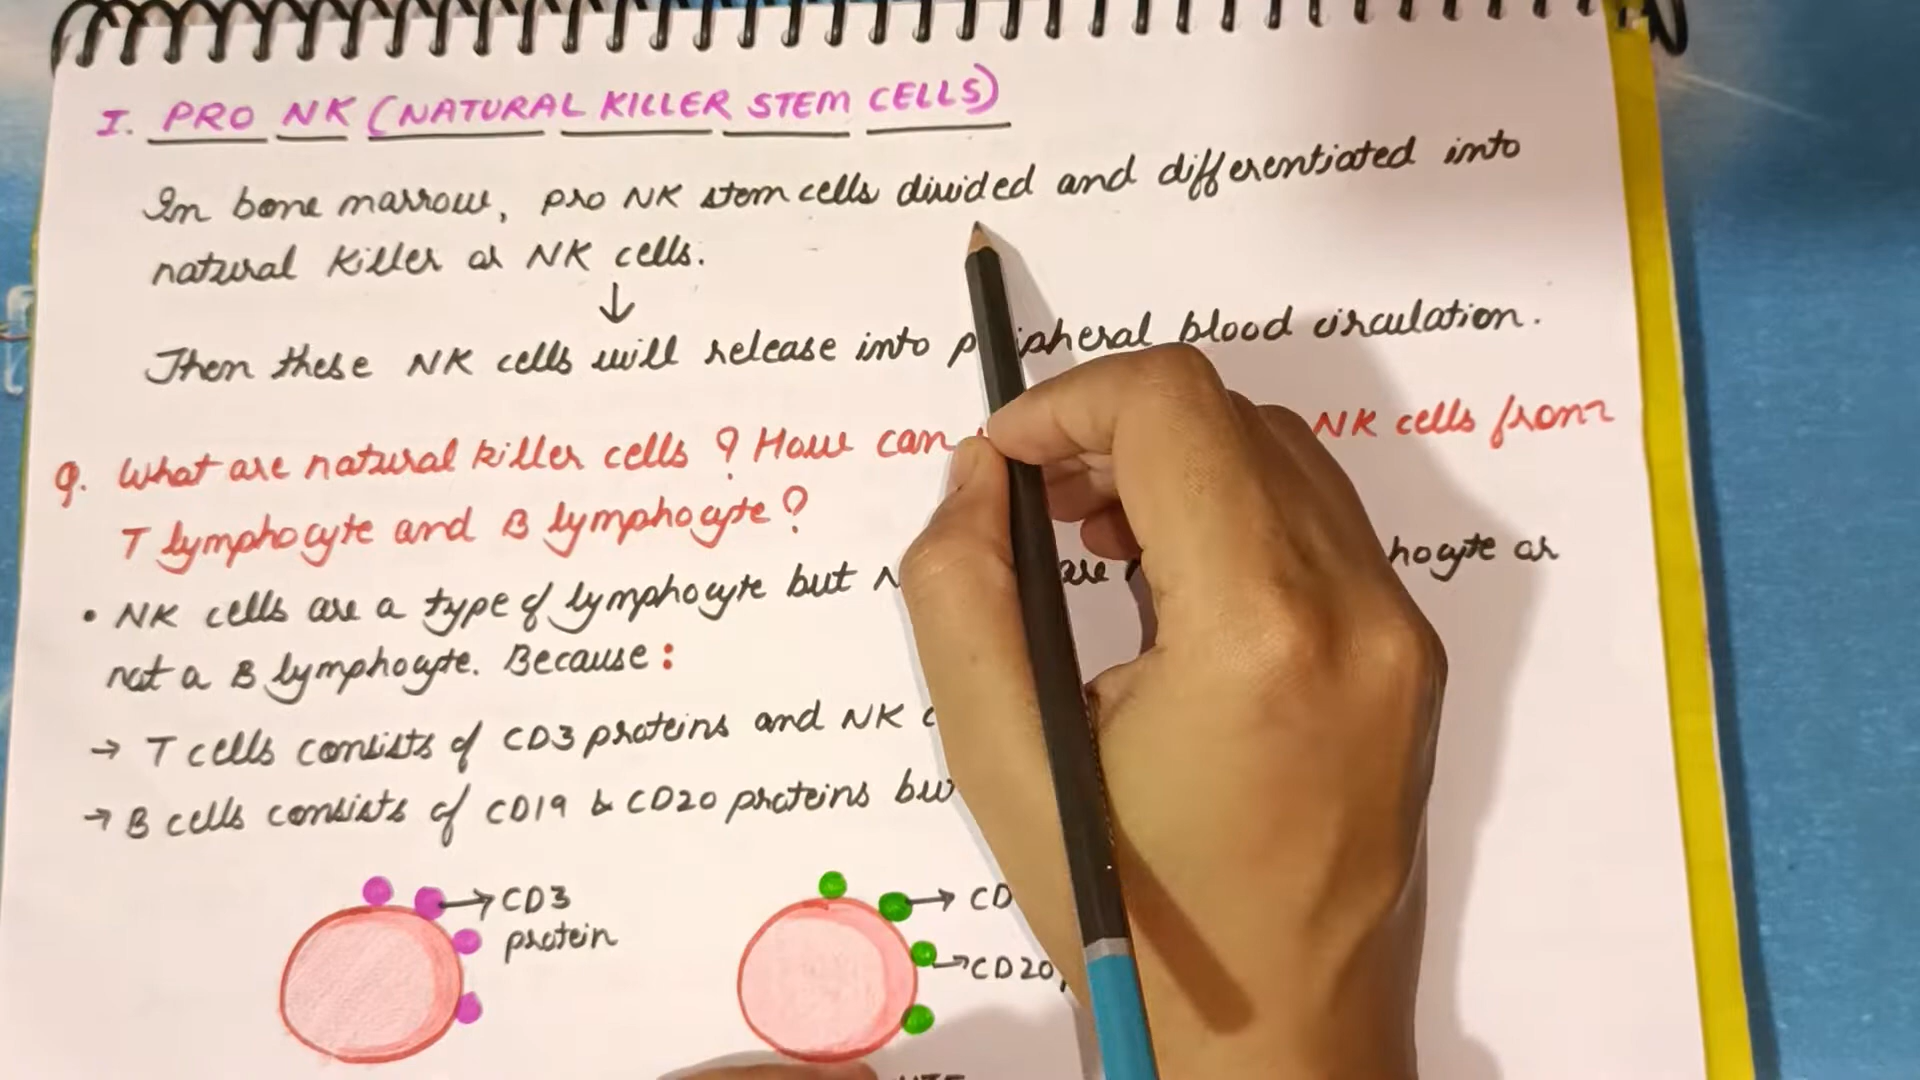 I. PRO NK (NATURAL KILLER STEM CELLS)
In bone marrow, pro NK stem cells divided and differentiated into
natural killer or NK cells.
↓
Then these NK cells will release into blood circulation.
Q. What are natural killer cells ? How can NK cells from
T lymphocyte and B lymphocyte ?
• NK cells are a type of lymphocyte but are or
not a B lymphocyte. Because :
→ T cells consists of CD3 proteins and NK
→ B cells consists of CD19 & CD20 proteins
→ CD3
protein
→ CD
→ CD20